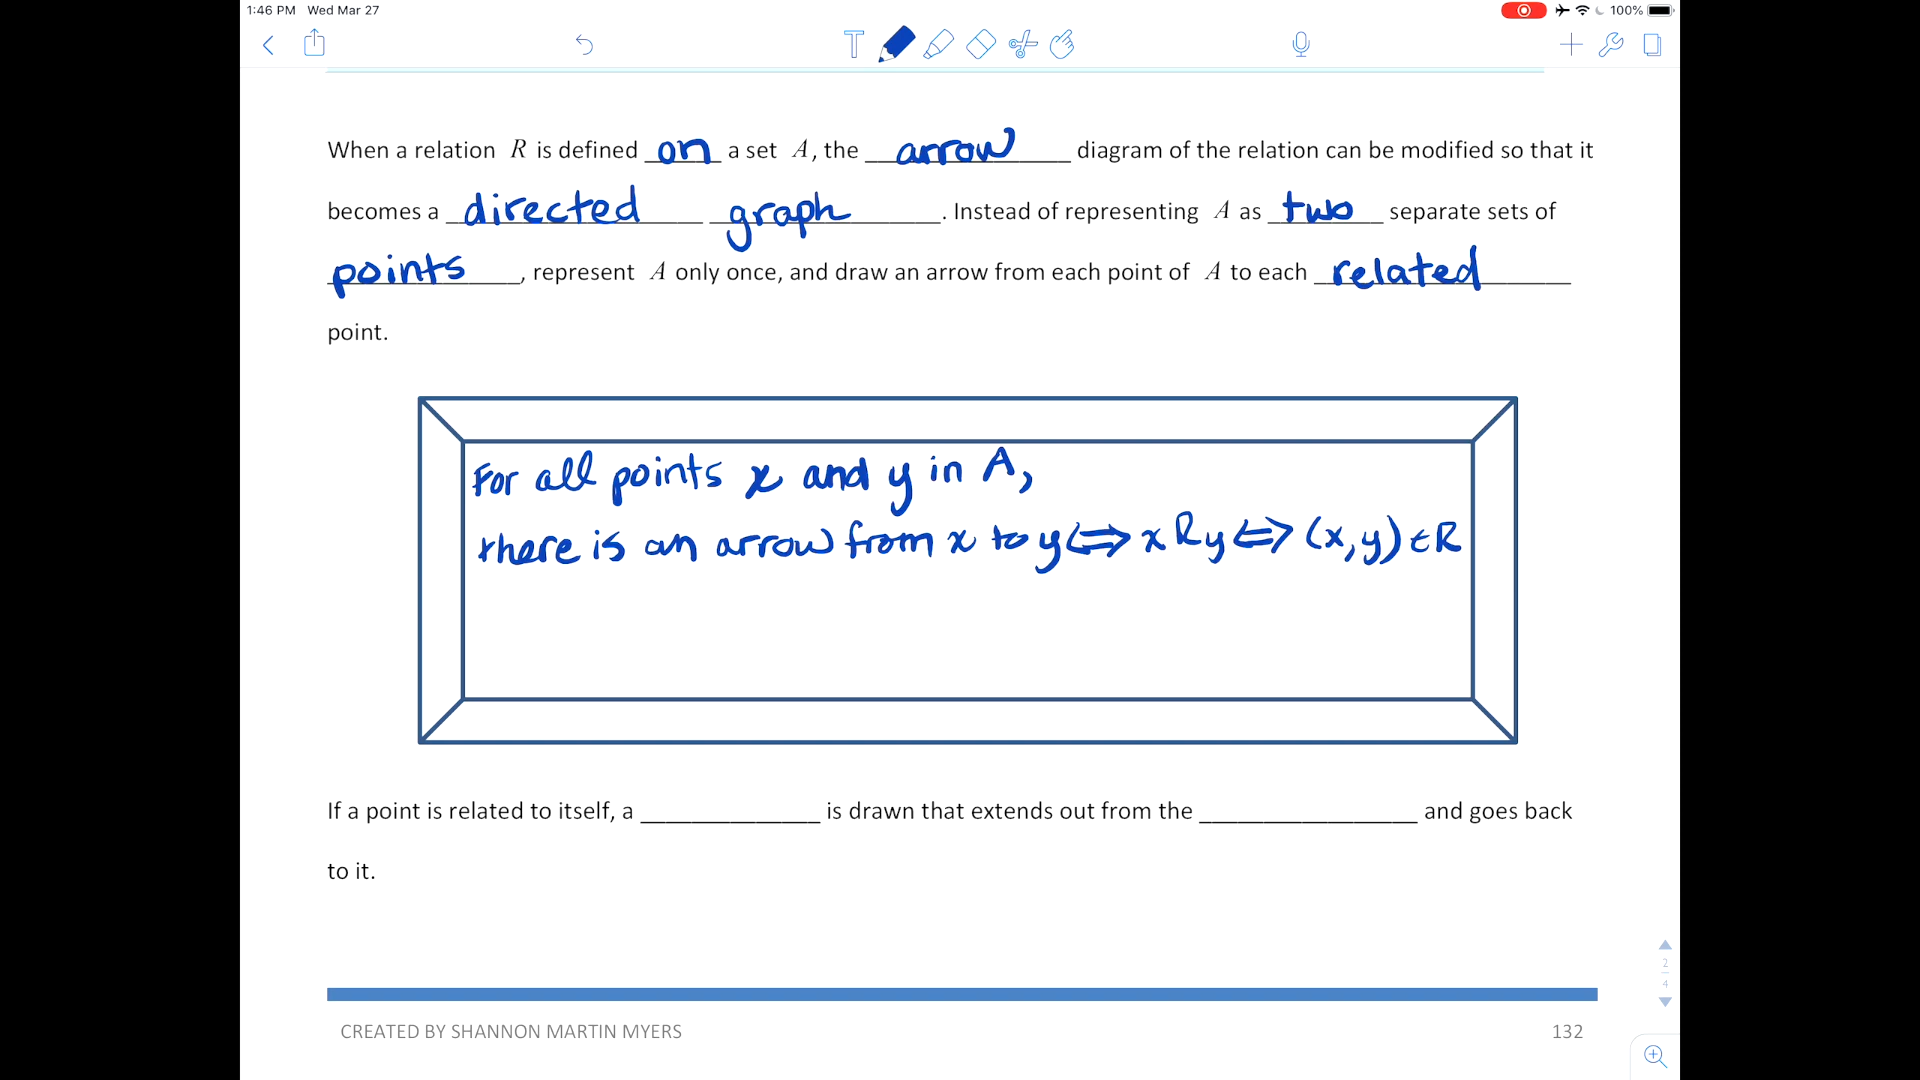 1:46 PM Wed Mar 27
100%
T
When a relation R is defined on a set A, the arrow diagram of the relation can be modified so that it
becomes a directed graph. Instead of representing A as two separate sets of
points, represent A only once, and draw an arrow from each point of A to each related
point.
For all points x and y in A,
there is an arrow from x to y ⟺ x R y ⟺ (x, y) ∈ R
If a point is related to itself, a ______________ is drawn that extends out from the _________________ and goes back
to it.
2
4
CREATED BY SHANNON MARTIN MYERS
132